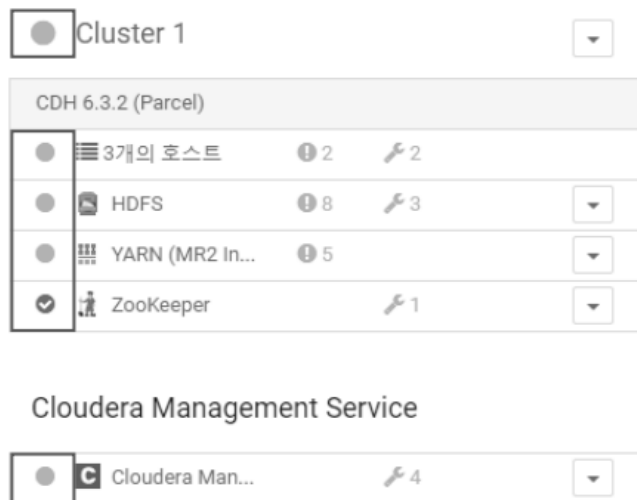 Cluster 1
CDH 6.3.2 (Parcel)
3개의 호스트 2 2
HDFS 8 3
YARN (MR2 In... 5
ZooKeeper 1
Cloudera Management Service
C Cloudera Man... 4